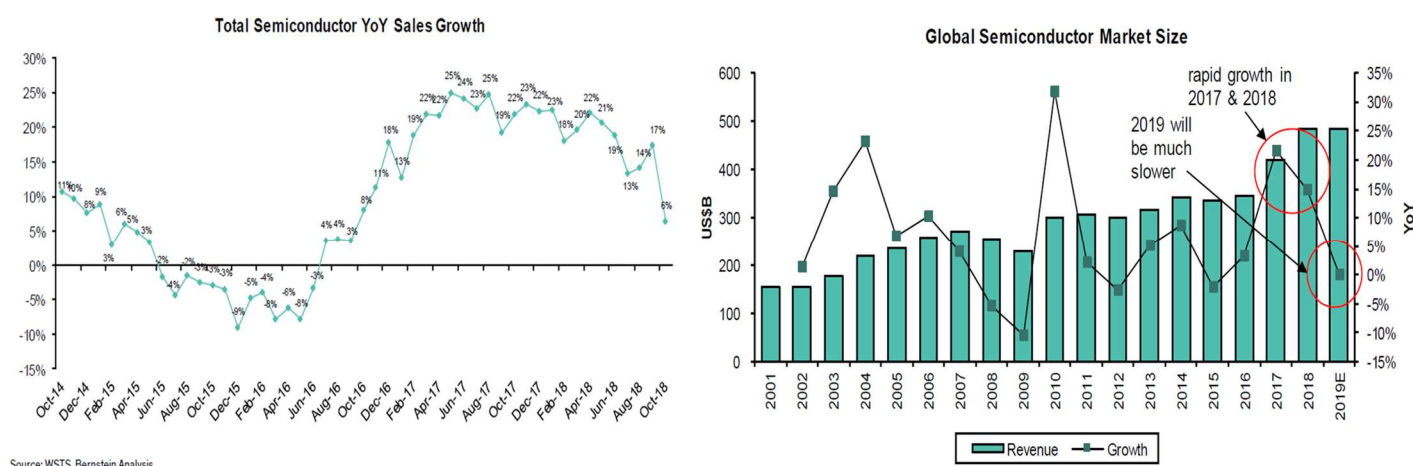 Total Semiconductor YoY Sales Growth
30%
25%
20%
15%
10%
5%
0%
-5%
-10%
-15%
11%
10%
8%
9%
3%
6%
5%
3%
-2%
-4%
-2%
-3%
-3%
-3%
-9%
-5%
-4%
-8%
-6%
-8%
-3%
4%
4%
3%
8%
11%
18%
13%
19%
22%
22%
25%
24%
23%
25%
19%
22%
23%
22%
23%
18%
20%
22%
21%
19%
13%
14%
17%
6%
Oct-14
Dec-14
Feb-15
Apr-15
Jun-15
Aug-15
Oct-15
Dec-15
Feb-16
Apr-16
Jun-16
Aug-16
Oct-16
Dec-16
Feb-17
Apr-17
Jun-17
Aug-17
Oct-17
Dec-17
Feb-18
Apr-18
Jun-18
Aug-18
Oct-18
Source: WSTS, Bernstein Analysis
Global Semiconductor Market Size
US$B
600
500
400
300
200
100
0
rapid growth in
2017 & 2018
2019 will
be much
slower
35%
30%
25%
20%
15%
10%
5%
0%
-5%
-10%
-15%
YoY
2001
2002
2003
2004
2005
2006
2007
2008
2009
2010
2011
2012
2013
2014
2015
2016
2017
2018
2019E
Revenue
Growth